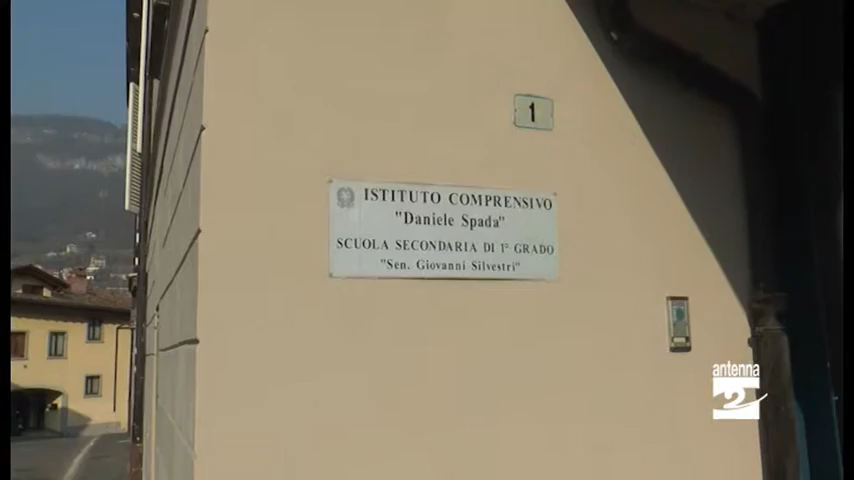 1
ISTITUTO COMPRENSIVO
"Daniele Spada"
SCUOLA SECONDARIA DI 1° GRADO
"Sen. Giovanni Silvestri"
antenna
2